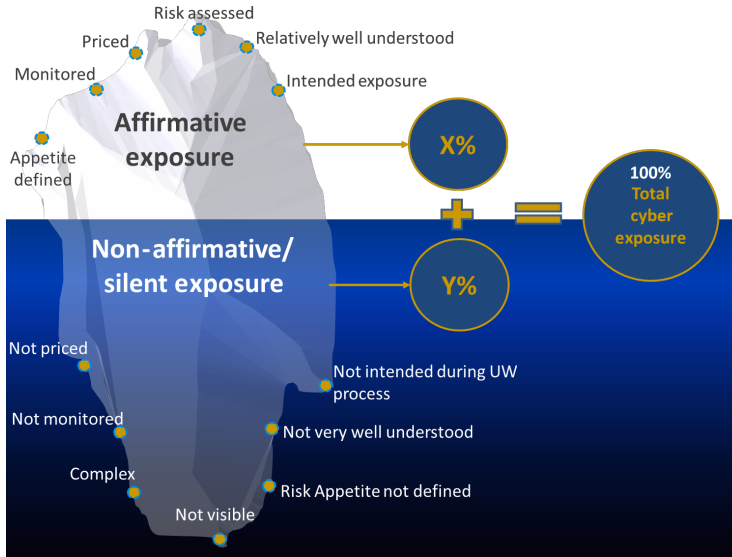 Risk assessed
Priced
Relatively well understood
Monitored
Intended exposure
Affirmative
exposure
Appetite
defined
X%
100%
Total
cyber
exposure
Non-affirmative/
silent exposure
Y%
Not priced
Not intended during UW
process
Not monitored
Not very well understood
Complex
Risk Appetite not defined
Not visible